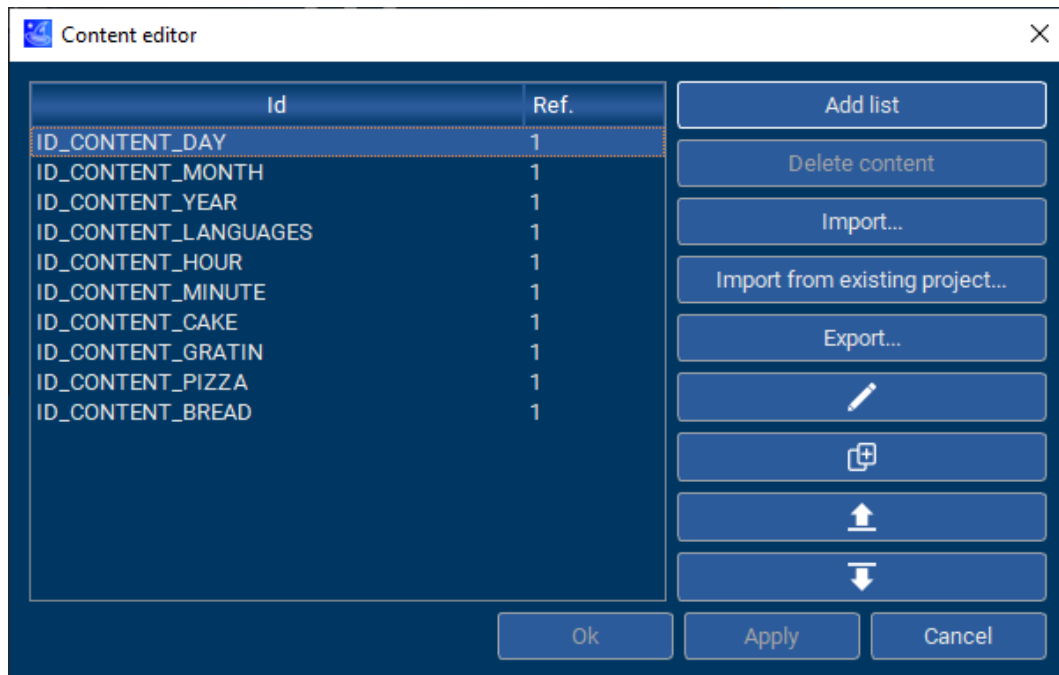 Content editor
Id Ref.
ID_CONTENT_DAY 1
ID_CONTENT_MONTH 1
ID_CONTENT_YEAR 1
ID_CONTENT_LANGUAGES 1
ID_CONTENT_HOUR 1
ID_CONTENT_MINUTE 1
ID_CONTENT_CAKE 1
ID_CONTENT_GRATIN 1
ID_CONTENT_PIZZA 1
ID_CONTENT_BREAD 1
Add list
Delete content
Import...
Import from existing project...
Export...
Ok Apply Cancel